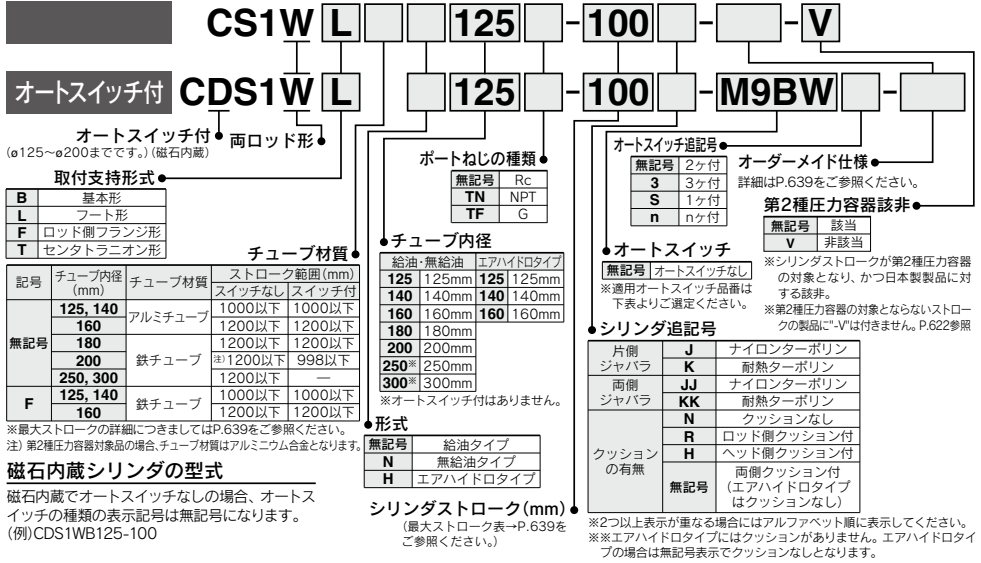 CS1W L 125 - 100 - - V
オートスイッチ付 CDS1W L 125 - 100 - M9BW -
オートスイッチ付
(ø125～ø200までです。)(磁石内蔵)
両ロッド形
取付支持形式
B 基本形
L フート形
F ロッド側フランジ形
T センタトラニオン形
チューブ材質
記号 チューブ内径(mm) チューブ材質 ストローク範囲(mm)
スイッチなし スイッチ付
無記号 125, 140 アルミチューブ 1000以下 1000以下
160 1200以下 1200以下
180 鉄チューブ 1200以下 1200以下
200 注)1200以下 998以下
250, 300 1200以下 —
F 125, 140 鉄チューブ 1000以下 1000以下
160 1200以下 1200以下
※最大ストロークの詳細につきましてはP.639をご参照ください。
注) 第2種圧力容器対象品の場合、チューブ材質はアルミニウム合金となります。
磁石内蔵シリンダの型式
磁石内蔵でオートスイッチなしの場合、オートス
イッチの種類の表示記号は無記号になります。
(例)CDS1WB125-100
ポートねじの種類
無記号 Rc
TN NPT
TF G
チューブ内径
給油・無給油 エアハイドロタイプ
125 125mm 125 125mm
140 140mm 140 140mm
160 160mm 160 160mm
180 180mm
200 200mm
250※ 250mm
300※ 300mm
※オートスイッチ付はありません。
形式
無記号 給油タイプ
N 無給油タイプ
H エアハイドロタイプ
シリンダストローク(mm)
(最大ストローク表→P.639を
ご参照ください。)
オートスイッチ追記号
無記号 2ヶ付
3 3ヶ付
S 1ヶ付
n nヶ付
オートスイッチ
無記号 オートスイッチなし
※適用オートスイッチ品番は
下表よりご選定ください。
オーダーメイド仕様
詳細はP.639をご参照ください。
第2種圧力容器該非
無記号 該当
V 非該当
※シリンダストロークが第2種圧力容器
の対象となり、かつ日本製製品に対
する該非。
※第2種圧力容器の対象とならないストロー
クの製品に"-V"は付きません。P.622参照
シリンダ追記号
片側ジャバラ J ナイロンターポリン
K 耐熱ターポリン
両側ジャバラ JJ ナイロンターポリン
KK 耐熱ターポリン
クッションの有無 N クッションなし
R ロッド側クッション付
H ヘッド側クッション付
無記号 両側クッション付
(エアハイドロタイプ
はクッションなし)
※2つ以上表示が重なる場合にはアルファベット順に表示してください。
※※エアハイドロタイプにはクッションがありません。エアハイドロタイ
プの場合は無記号表示でクッションなしとなります。